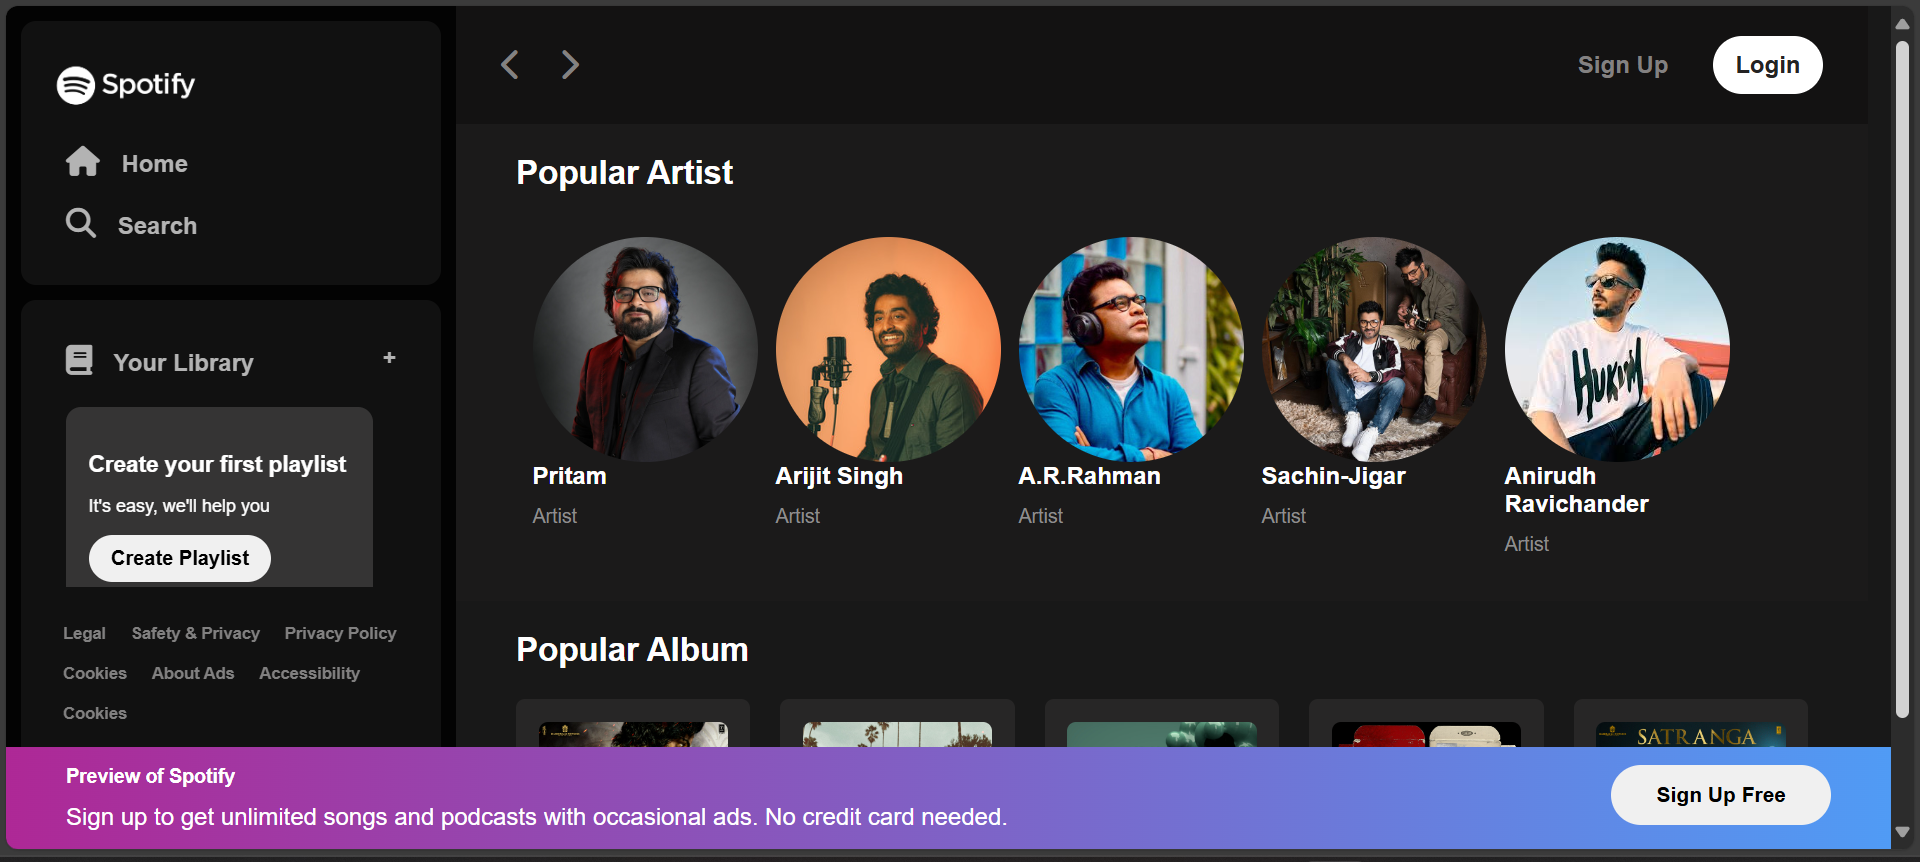 Spotify
Home
Search
Your Library
+
Create your first playlist
It's easy, we'll help you
Create Playlist
Legal Safety & Privacy Privacy Policy
Cookies About Ads Accessibility
Cookies
Sign Up Login
Popular Artist
HUKUM
Pritam
Artist
Arijit Singh
Artist
A.R.Rahman
Artist
Sachin-Jigar
Artist
Anirudh
Ravichander
Artist
Popular Album
SATRANGA
Preview of Spotify
Sign up to get unlimited songs and podcasts with occasional ads. No credit card needed.
Sign Up Free